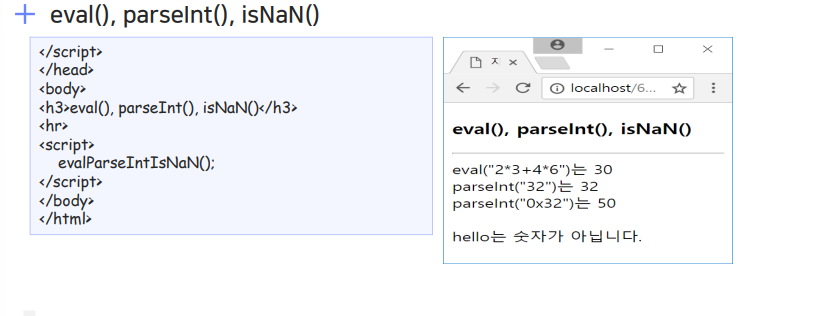 eval(), parseInt(), isNaN()
</script>
</head>
<body>
<h3>eval(), parseInt(), isNaN()</h3>
<hr>
<script>
evalParseIntIsNaN();
</script>
</body>
</html>
지
localhost/6...
eval(), parseInt(), isNaN()
eval("2*3+4*6")는 30
parseInt("32")는 32
parseInt("0x32")는 50
hello는 숫자가 아닙니다.